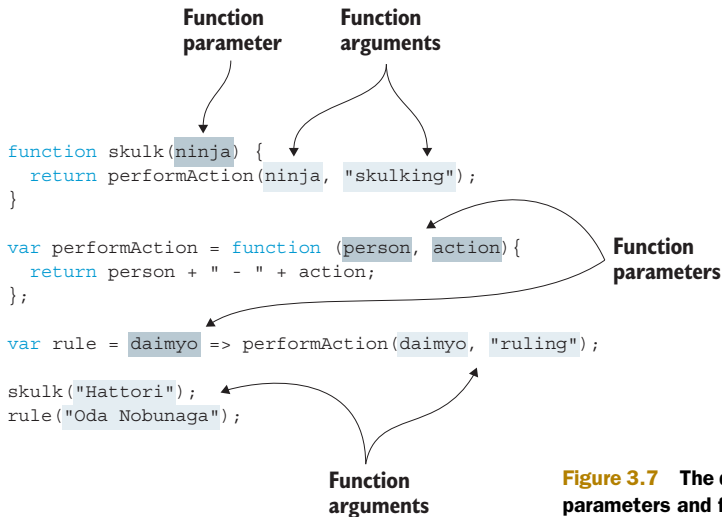 Function
parameter
Function
arguments
function skulk(ninja) {
  return performAction(ninja, "skulking");
}
var performAction = function (person, action){
  return person + " - " + action;
};
Function
parameters
var rule = daimyo => performAction(daimyo, "ruling");
skulk("Hattori");
rule("Oda Nobunaga");
Function
arguments
Figure 3.7 The
parameters and